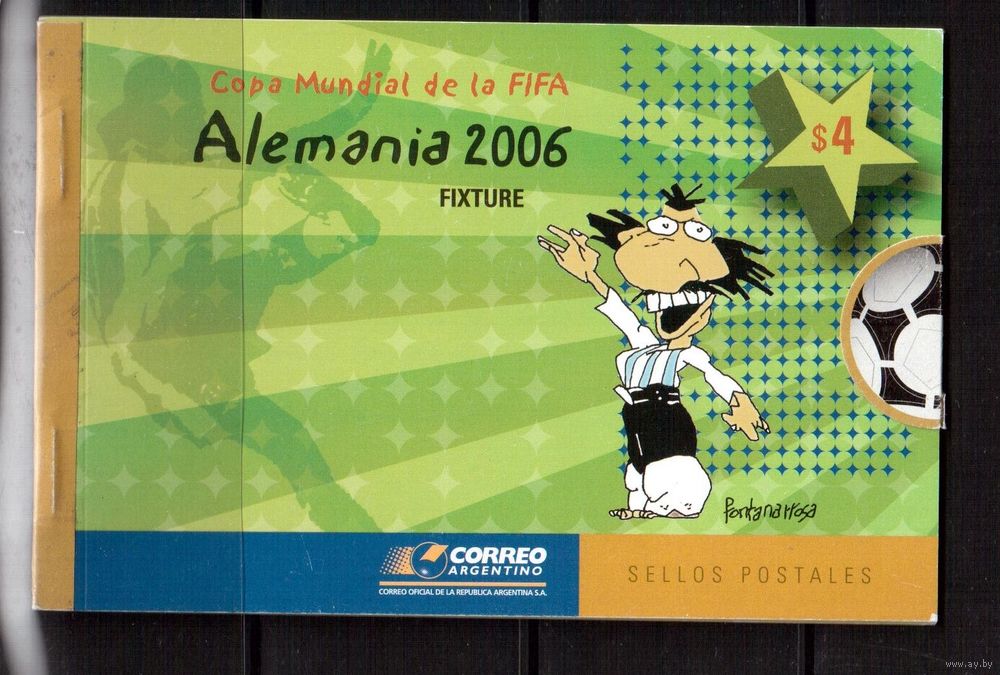 Copa Mundial de la FIFA
Alemania 2006
FIXTURE
$4
Fontanarrosa
CORREO
ARGENTINO
CORREO OFICIAL DE LA REPUBLICA ARGENTINA S.A.
SELLOS POSTALES
www.ay.by